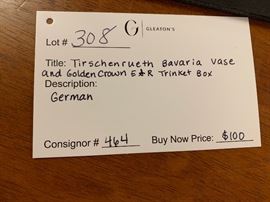 Lot # 308 G GLEATON'S
Title: Tirschenrueth Bavaria Vase
and Golden Crown E&R Trinket Box
Description:
German
Consignor # 464 Buy Now Price: $100